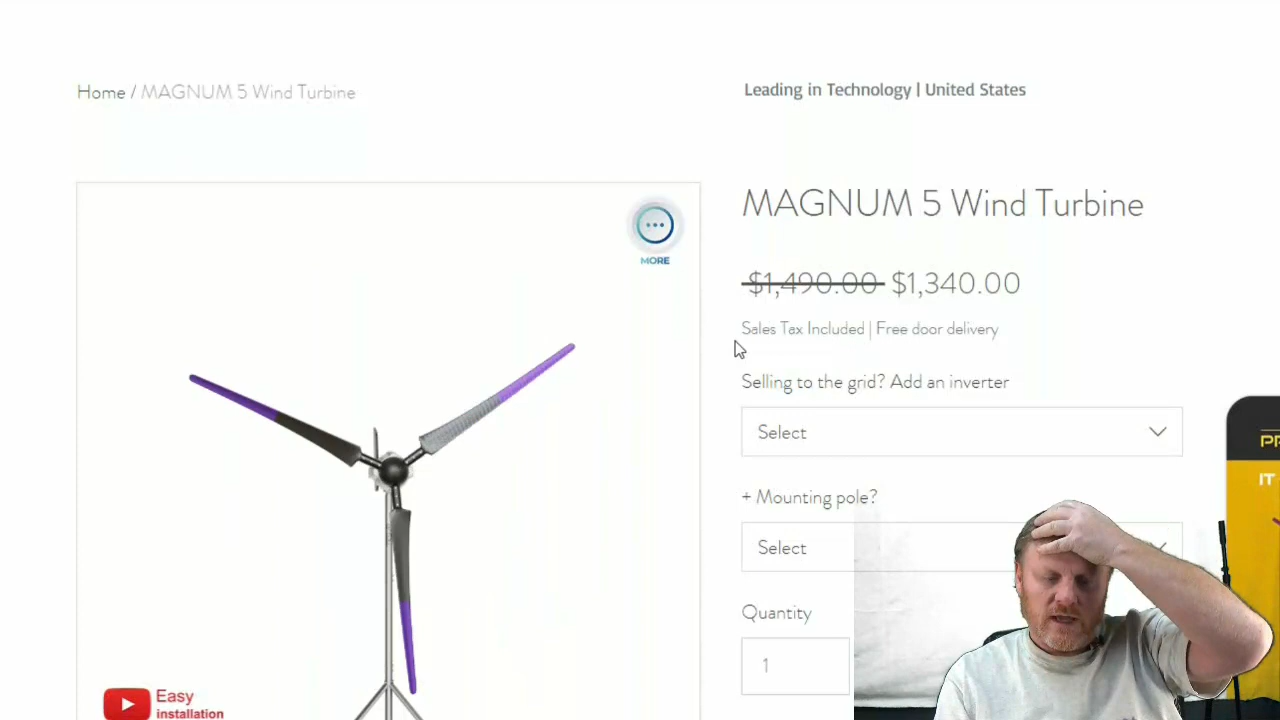 Home / MAGNUM 5 Wind Turbine
Leading in Technology | United States
MORE
MAGNUM 5 Wind Turbine
$1,490.00 $1,340.00
Sales Tax Included | Free door delivery
Selling to the grid? Add an inverter
Select
+ Mounting pole?
Select
Quantity
1
Easy
installation
IT